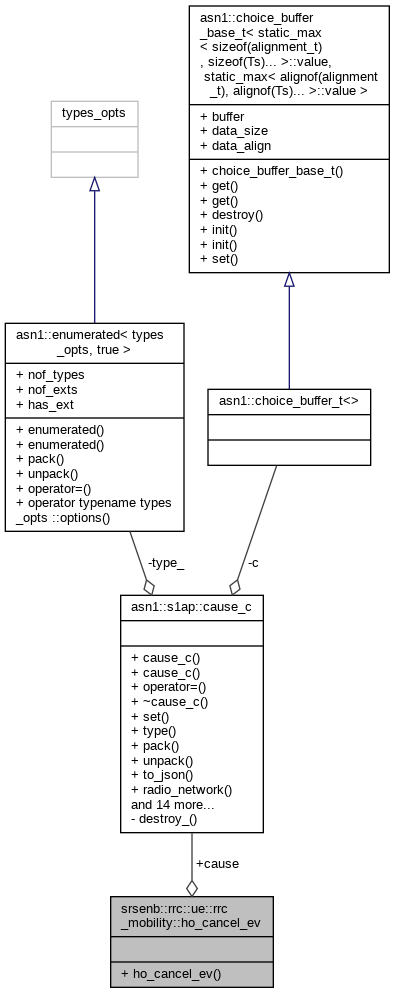 asn1::choice_buffer
_base_t< static_max
< sizeof(alignment_t)
, sizeof(Ts)... >::value,
static_max< alignof(alignment
_t), alignof(Ts)... >::value >
+ buffer
+ data_size
+ data_align
+ choice_buffer_base_t()
+ get()
+ get()
+ destroy()
+ init()
+ init()
+ set()
types_opts
asn1::enumerated< types
_opts, true >
+ nof_types
+ nof_exts
+ has_ext
+ enumerated()
+ enumerated()
+ pack()
+ unpack()
+ operator=()
+ operator typename types
_opts ::options()
asn1::choice_buffer_t<>
-type_
-c
asn1::s1ap::cause_c
+ cause_c()
+ cause_c()
+ operator=()
+ ~cause_c()
+ set()
+ type()
+ pack()
+ unpack()
+ to_json()
+ radio_network()
and 14 more...
- destroy_()
+cause
srsenb::rrc::ue::rrc
_mobility::ho_cancel_ev
+ ho_cancel_ev()